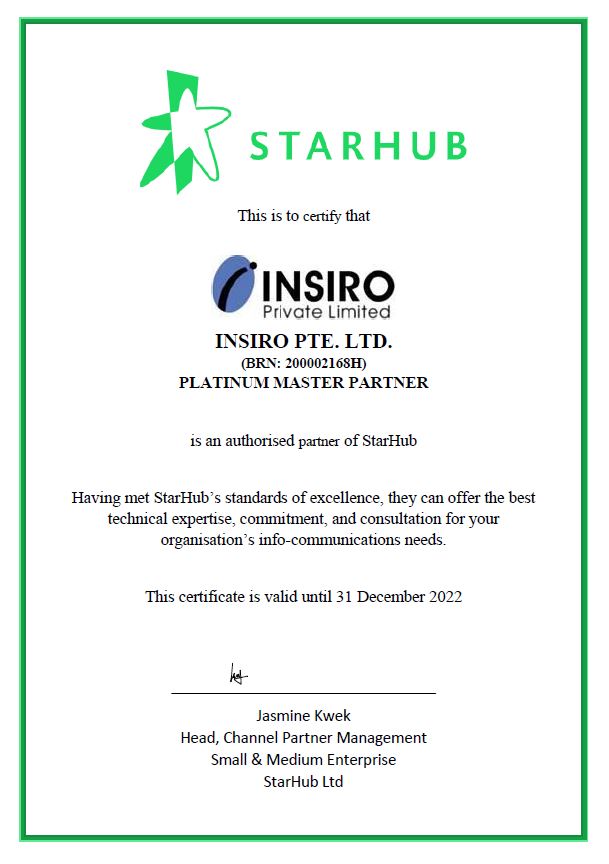 STARHUB
This is to certify that
INSIRO
Private Limited
INSIRO PTE. LTD.
(BRN: 200002168H)
PLATINUM MASTER PARTNER
is an authorised partner of StarHub
Having met StarHub’s standards of excellence, they can offer the best
technical expertise, commitment, and consultation for your
organisation’s info-communications needs.
This certificate is valid until 31 December 2022
Jasmine Kwek
Head, Channel Partner Management
Small & Medium Enterprise
StarHub Ltd